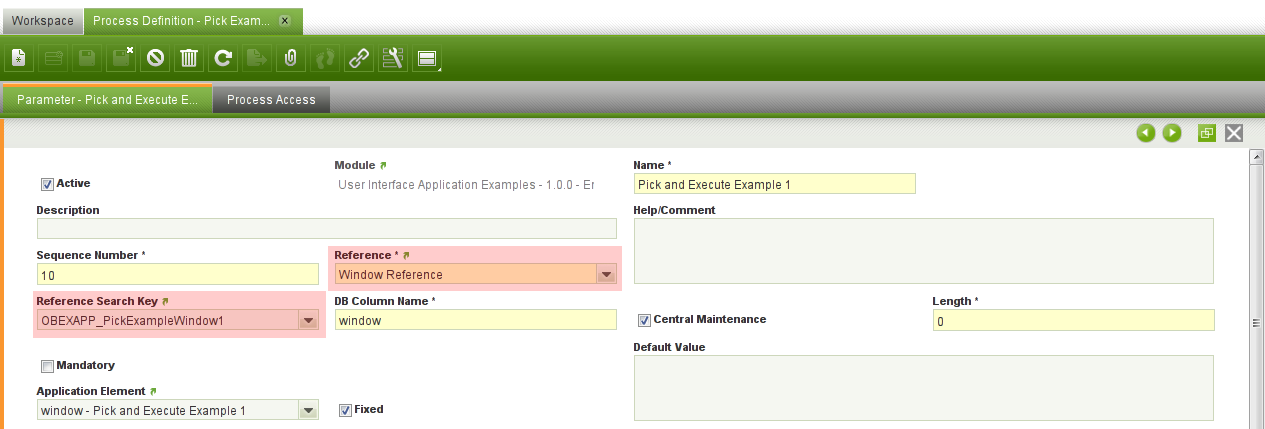 Workspace
Process Definition - Pick Exam...
Parameter - Pick and Execute E...
Process Access
Module
Name *
Active
User Interface Application Examples - 1.0.0 - Er
Pick and Execute Example 1
Description
Help/Comment
Sequence Number *
Reference *
10
Window Reference
Reference Search Key
DB Column Name *
Length *
OBEXAPP_PickExampleWindow1
window
Central Maintenance
0
Default Value
Mandatory
Application Element
window - Pick and Execute Example 1
Fixed